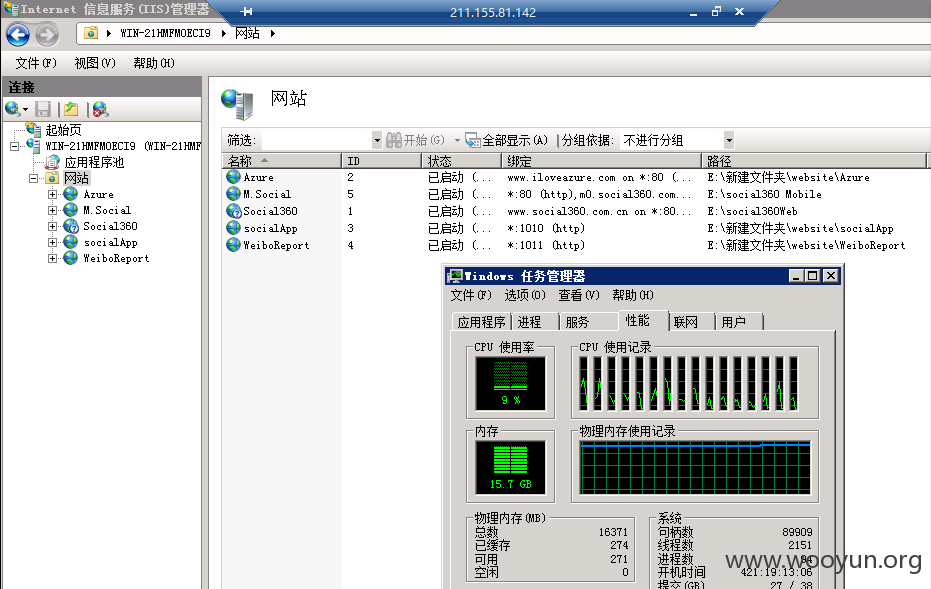 Internet 信息服务(IIS)管理器
211.155.81.142
WIN-21HMFMOECI9 网站
文件(F) 视图(V) 帮助(H)
连接
起始页
WIN-21HMFMOECI9 (WIN-21HMF
应用程序池
网站
Azure
M.Social
Social360
socialApp
WeiboReport
网站
筛选: 开始(G) 全部显示(A) 分组依据: 不进行分组
名称 ID 状态 绑定 路径
Azure 2 已启动 (... www.iloveazure.com on *:80 (... E:\新建文件夹\website\Azure
M.Social 5 已启动 (... *:80 (http),m0.social360.com... E:\social360 Mobile
Social360 1 已启动 (... www.social360.com.cn on *:80... E:\social360Web
socialApp 3 已启动 (... *:1010 (http) E:\新建文件夹\website\socialApp
WeiboReport 4 已启动 (... *:1011 (http) E:\新建文件夹\website\WeiboReport
Windows 任务管理器
文件(F) 选项(O) 查看(V) 帮助(H)
应用程序 进程 服务 性能 联网 用户
CPU 使用率 CPU 使用记录
9 %
内存 物理内存使用记录
15.7 GB
物理内存(MB) 系统
总数 16371 句柄数 89909
已缓存 274 线程数 2151
可用 271 进程数
空闲 0 开机时间 421:19:13:06
提交(GB) 27 / 38
www.wooyun.org